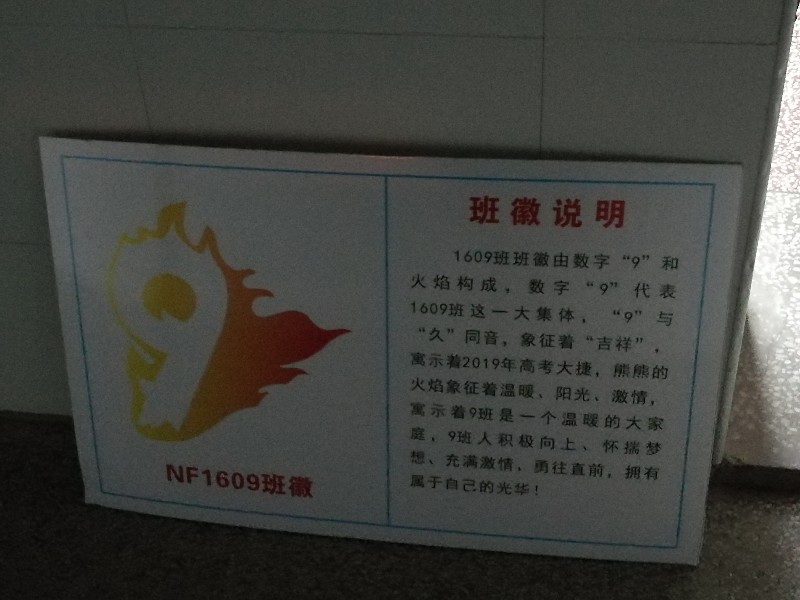 班徽说明
1609班班徽由数字“9”和
火焰构成，数字“9”代表
1609班这一大集体，“9”与
“久”同音，象征着“吉祥”，
寓示着2019年高考大捷，熊熊的
火焰象征着温暖、阳光、激情，
寓示着9班是一个温暖的大家
庭，9班人积极向上、怀揣梦
想、充满激情、勇往直前，拥有
属于自己的光华！
9
NF1609班徽